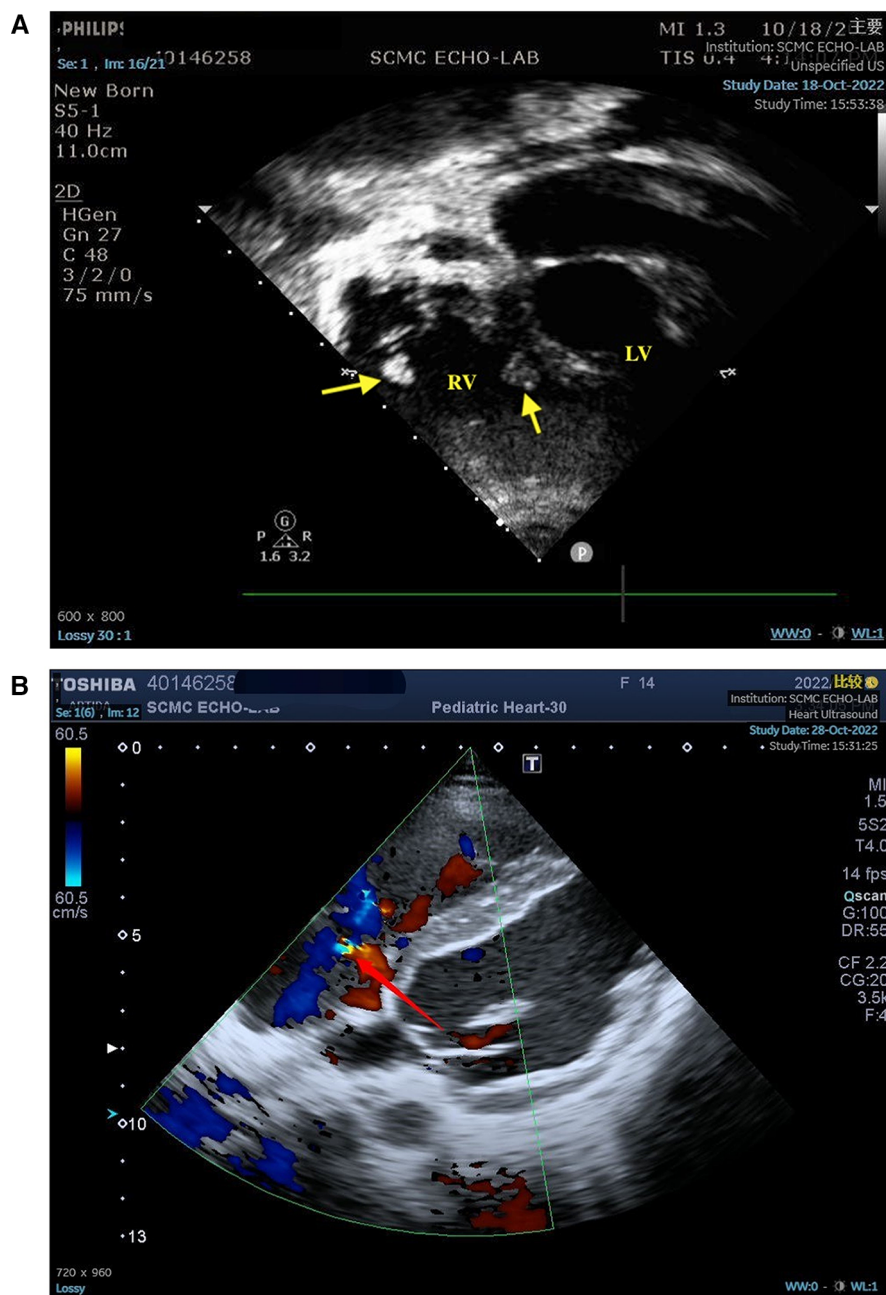 A
PHILIPS
MI 1.3 10/18/2 主要
40146258 SCMC ECHO-LAB
Institution: SCMC ECHO-LAB
Se: 1 , Im: 16/21
Unspecified US
Study Date: 18-Oct-2022
Study Time: 15:53:38
New Born
S5-1
40 Hz
11.0cm
2D
HGen
Gn 27
C 48
3/2/0
75 mm/s
LV
RV
G
P R
1.6 3.2
P
600 x 800
Lossy 30 : 1
WW:0 - WL:1
B
TOSHIBA 40146258 F 14 2022/ 比较
SCMC ECHO-LAB Pediatric Heart-30
Institution: SCMC ECHO-LAB
Se: 1(6) , Im: 12
Heart Ultrasound
Study Date: 28-Oct-2022
Study Time: 15:31:25
60.5
0
T
60.5
cm/s
5
10
13
MI
1.5
5S2
T4.0
14 fps
Qscan
G:100
DR:55
CF 2.2
CG:20
3.5k
F:4
720 x 960
Lossy
WW:0 - WL:1